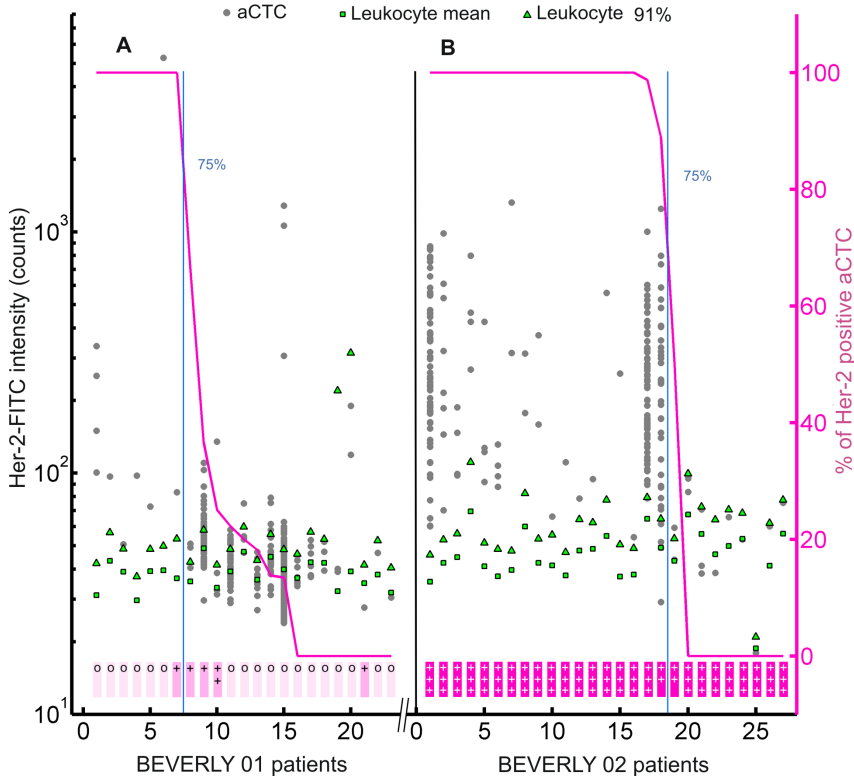 aCTC Leukocyte mean Leukocyte 91%
A B
75% 75%
Her-2-FITC intensity (counts)
10³
10²
10¹
% of Her-2 positive aCTC
100
80
60
40
20
0
O O O O O O + + + + O O O O O O O O O O + O O
+
+ + + + + + + + + + + + + + + + + + + + + + + + + + +
+ + + + + + + + + + + + + + + + + + + + + + + + + + +
+ + + + + + + + + + + + + + + + + + + + + + + + + + +
0 5 10 15 20 0 5 10 15 20 25
BEVERLY 01 patients BEVERLY 02 patients